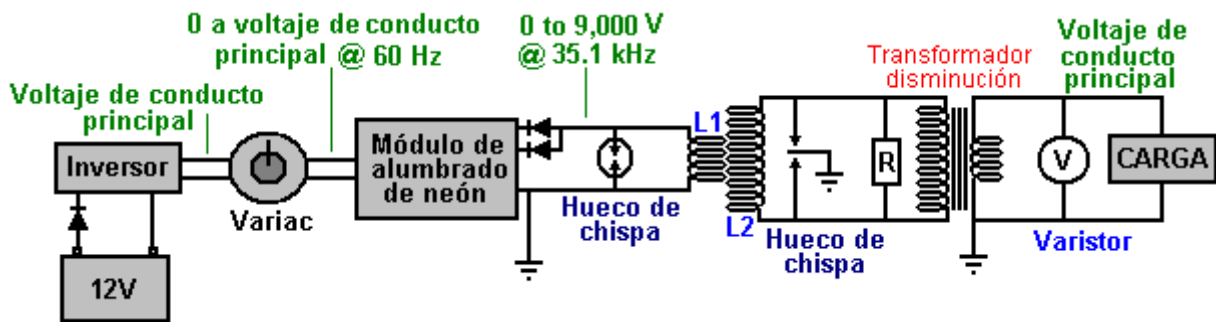 0 a voltaje de conducto
principal @ 60 Hz
0 to 9,000 V
@ 35.1 kHz
Voltaje de
conducto
principal
Transformador
disminución
Voltaje de conducto
principal
L1
Inversor
Módulo de
alumbrado
de neón
R
V
CARGA
Variac
Hueco de
chispa
L2
Hueco de
chispa
Varistor
12V